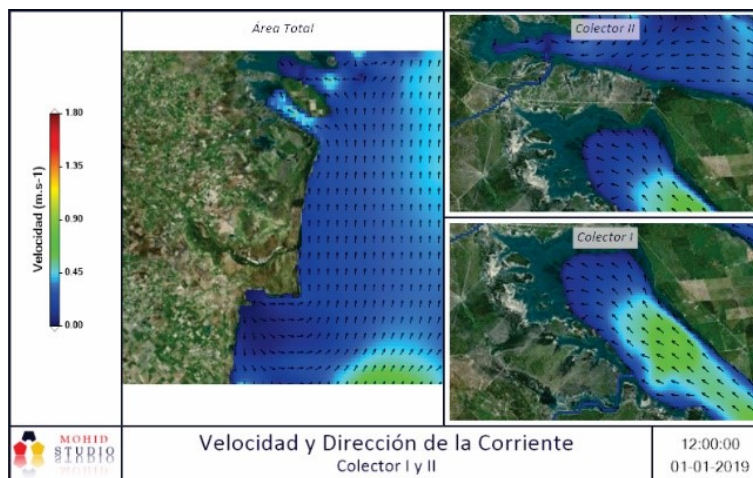 Área Total
Colector II
Colector I
Velocidad (m.s-1)
1.80
1.35
0.90
0.45
0.00
MOHID
STUDIO
Velocidad y Dirección de la Corriente
Colector I y II
12:00:00
01-01-2019